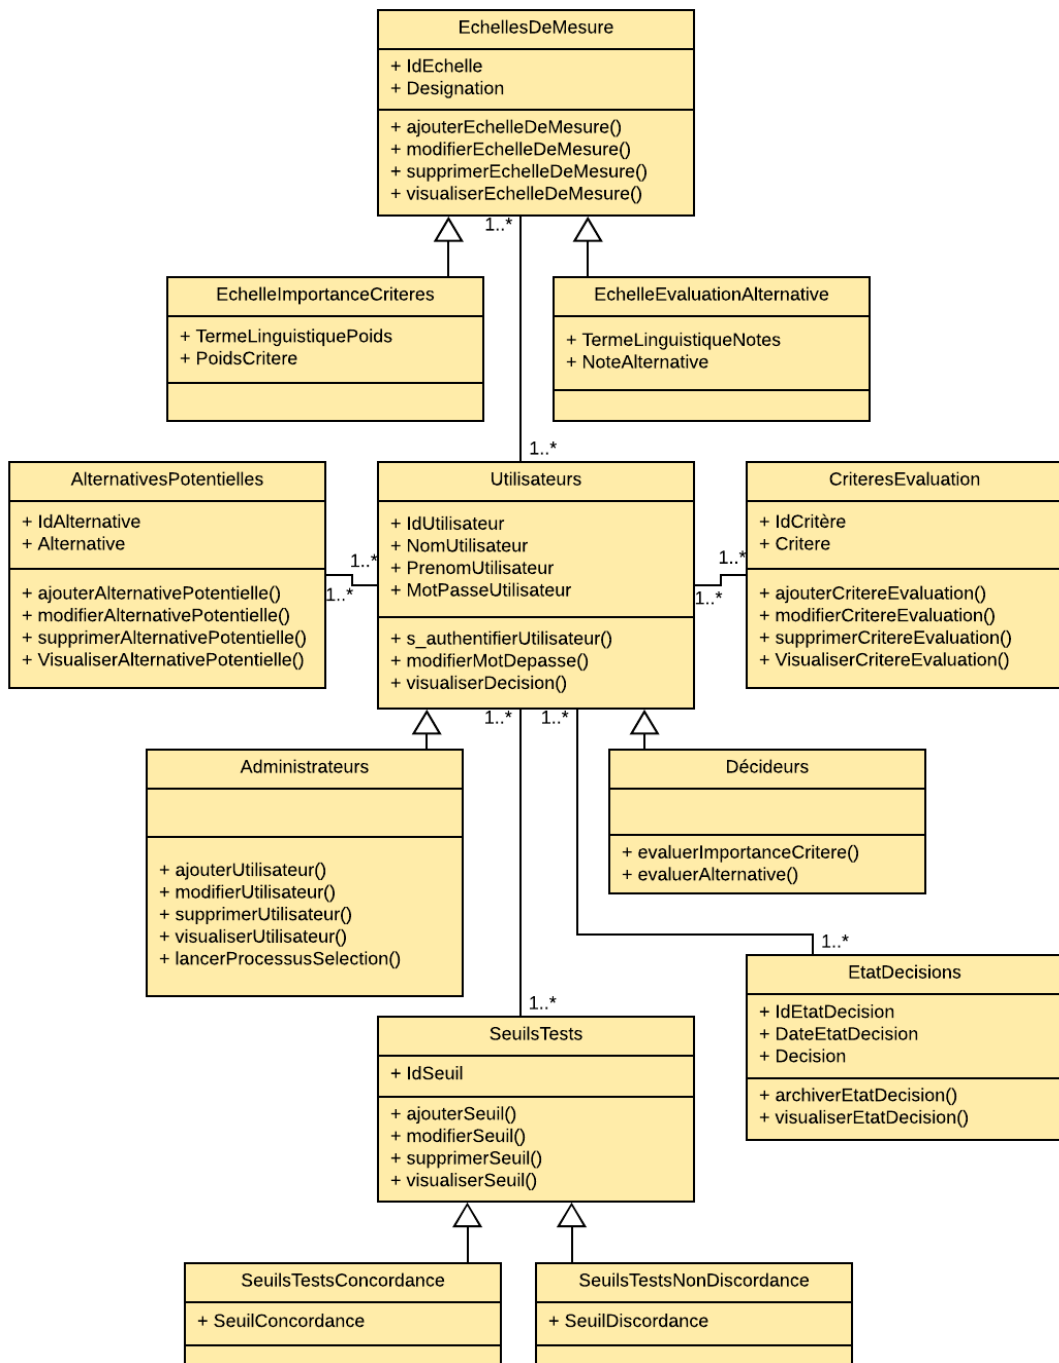 EchellesDeMesure
+ IdEchelle
+ Designation
+ ajouterEchelleDeMesure()
+ modifierEchelleDeMesure()
+ supprimerEchelleDeMesure()
+ visualiserEchelleDeMesure()
1..*
EchelleImportanceCriteres
+ TermeLinguistiquePoids
+ PoidsCritere
EchelleEvaluationAlternative
+ TermeLinguistiqueNotes
+ NoteAlternative
1..*
AlternativesPotentielles
+ IdAlternative
+ Alternative
+ ajouterAlternativePotentielle()
+ modifierAlternativePotentielle()
+ supprimerAlternativePotentielle()
+ VisualiserAlternativePotentielle()
1..*
1..*
Utilisateurs
+ IdUtilisateur
+ NomUtilisateur
+ PrenomUtilisateur
+ MotPasseUtilisateur
+ s_authentifierUtilisateur()
+ modifierMotDepasse()
+ visualiserDecision()
1..*
1..*
CriteresEvaluation
+ IdCritère
+ Critere
+ ajouterCritereEvaluation()
+ modifierCritereEvaluation()
+ supprimerCritereEvaluation()
+ VisualiserCritereEvaluation()
1..*
1..*
Administrateurs
+ ajouterUtilisateur()
+ modifierUtilisateur()
+ supprimerUtilisateur()
+ visualiserUtilisateur()
+ lancerProcessusSelection()
Décideurs
+ evaluerImportanceCritere()
+ evaluerAlternative()
1..*
EtatDecisions
+ IdEtatDecision
+ DateEtatDecision
+ Decision
+ archiverEtatDecision()
+ visualiserEtatDecision()
1..*
SeuilsTests
+ IdSeuil
+ ajouterSeuil()
+ modifierSeuil()
+ supprimerSeuil()
+ visualiserSeuil()
SeuilsTestsConcordance
+ SeuilConcordance
SeuilsTestsNonDiscordance
+ SeuilDiscordance